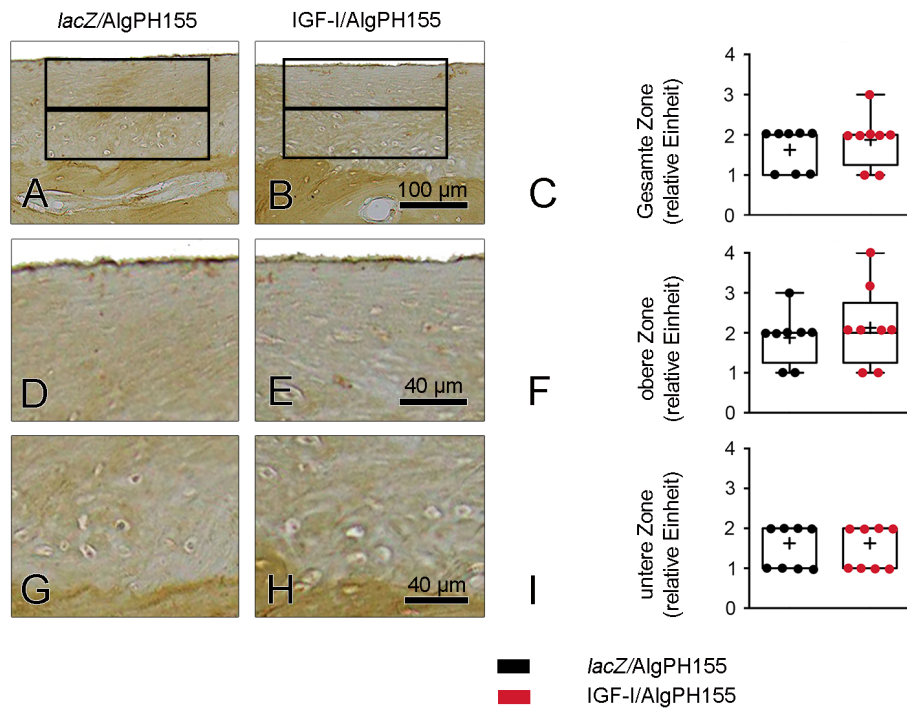 lacZ/AlgPH155
IGF-I/AlgPH155
A
B
100 µm
C
Gesamte Zone
(relative Einheit)
4
3
2
1
0
D
E
40 µm
F
obere Zone
(relative Einheit)
4
3
2
1
0
G
H
40 µm
I
untere Zone
(relative Einheit)
4
3
2
1
0
lacZ/AlgPH155
IGF-I/AlgPH155